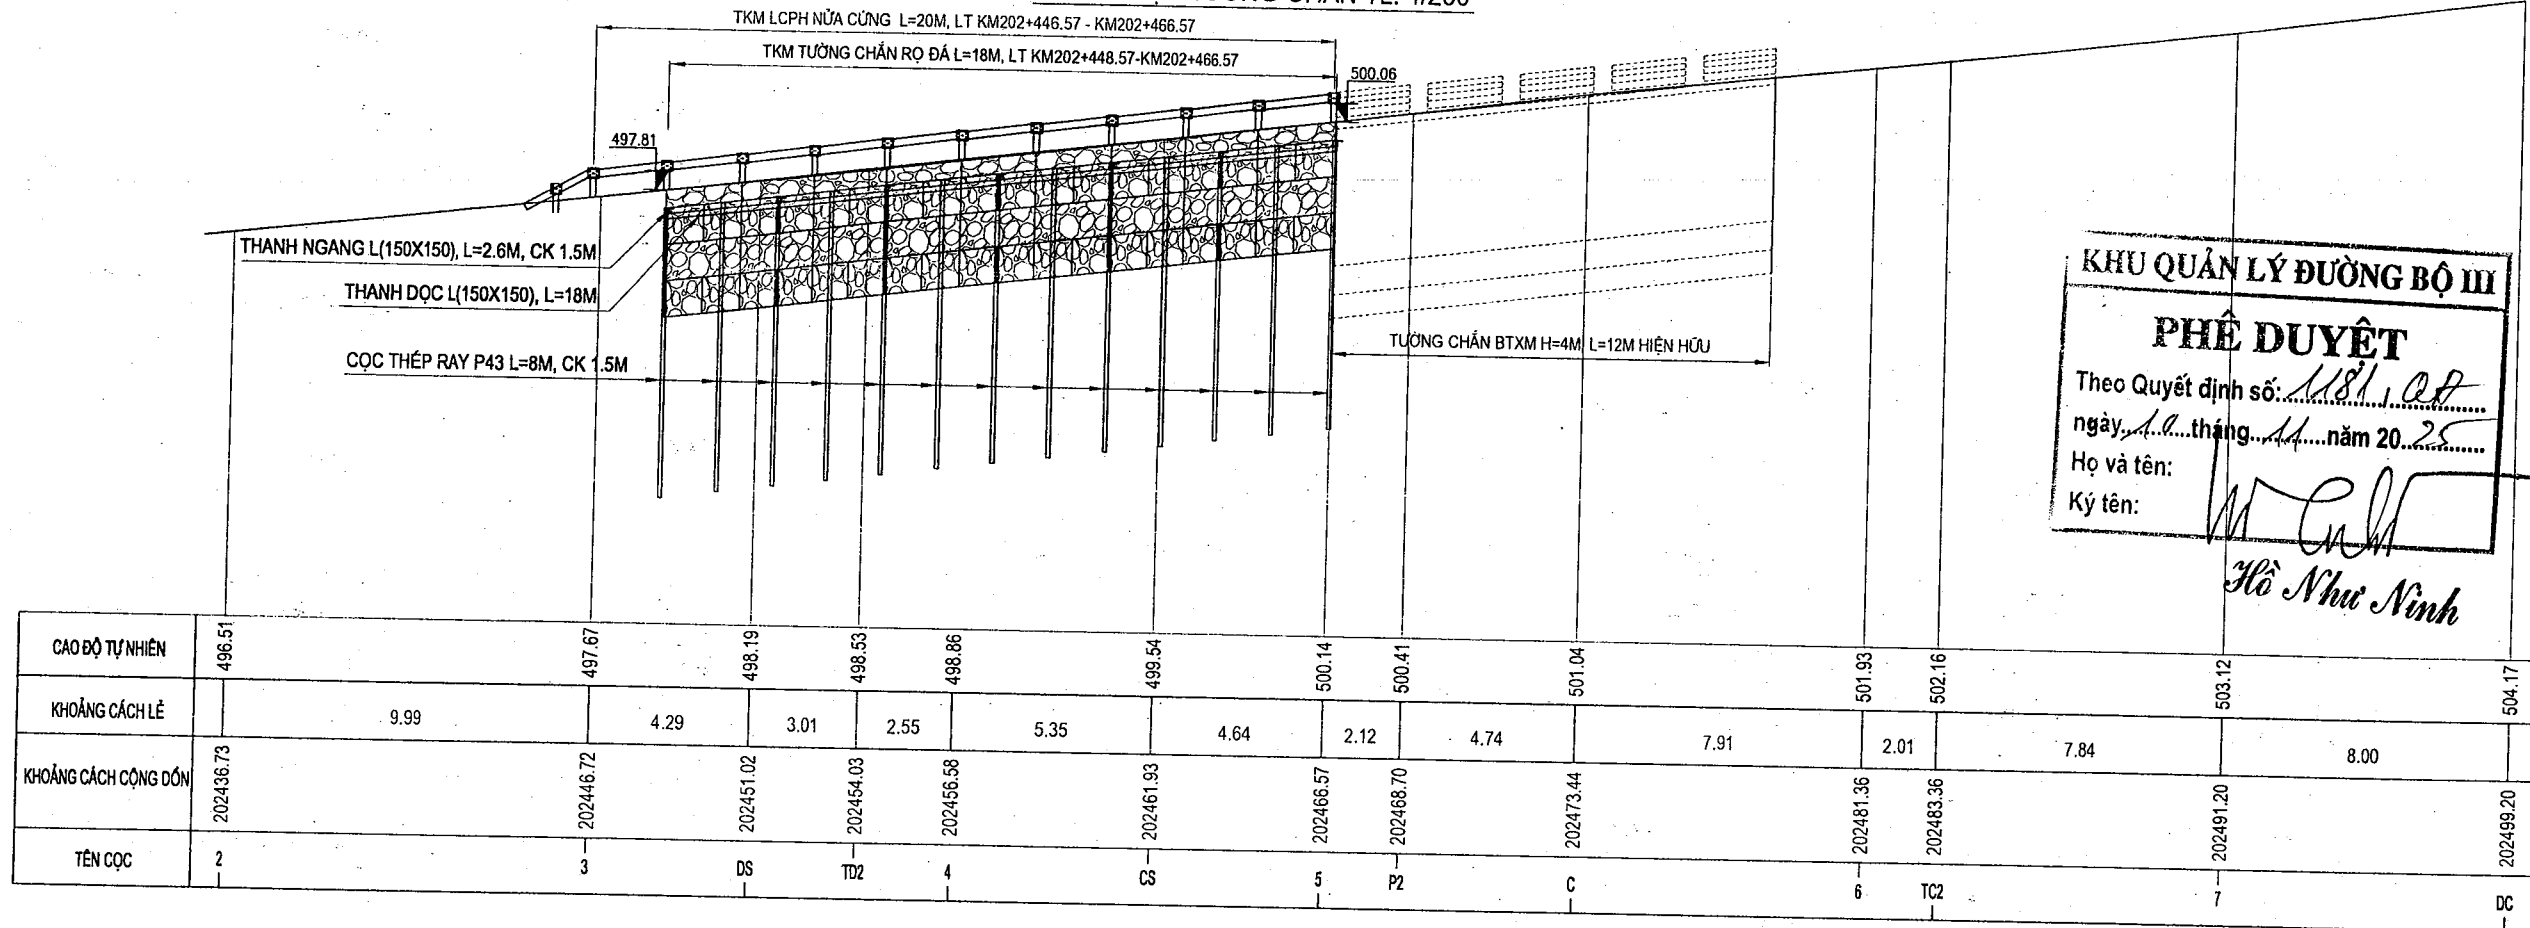 TL: 1/200
TKM LCPH NỬA CỨNG L=20M, LT KM202+446.57 - KM202+466.57
TKM TƯỜNG CHẮN RỌ ĐÁ L=18M, LT KM202+448.57-KM202+466.57
500.06
497.81
THANH NGANG L(150X150), L=2.6M, CK 1.5M
THANH DỌC L(150X150), L=18M
CỌC THÉP RAY P43 L=8M, CK 1.5M
TƯỜNG CHẮN BTXM H=4M, L=12M HIỆN HỮU
KHU QUẢN LÝ ĐƯỜNG BỘ III
PHÊ DUYỆT
Theo Quyết định số: 1181, QĐ
ngày 10 tháng 11 năm 2025
Họ và tên:
Ký tên:
Hồ Như Ninh
CAO ĐỘ TỰ NHIÊN 496.51 497.67 498.19 498.53 498.86 499.54 500.14 500.41 501.04 501.93 502.16 503.12 504.17
KHOẢNG CÁCH LẺ 9.99 4.29 3.01 2.55 5.35 4.64 2.12 4.74 7.91 2.01 7.84 8.00
KHOẢNG CÁCH CỘNG DỒN 202436.73 202446.72 202451.02 202454.03 202456.58 202461.93 202466.57 202468.70 202473.44 202481.36 202483.36 202491.20 202499.20
TÊN CỌC 2 3 DS TD2 4 CS 5 P2 C 6 TC2 7 DC